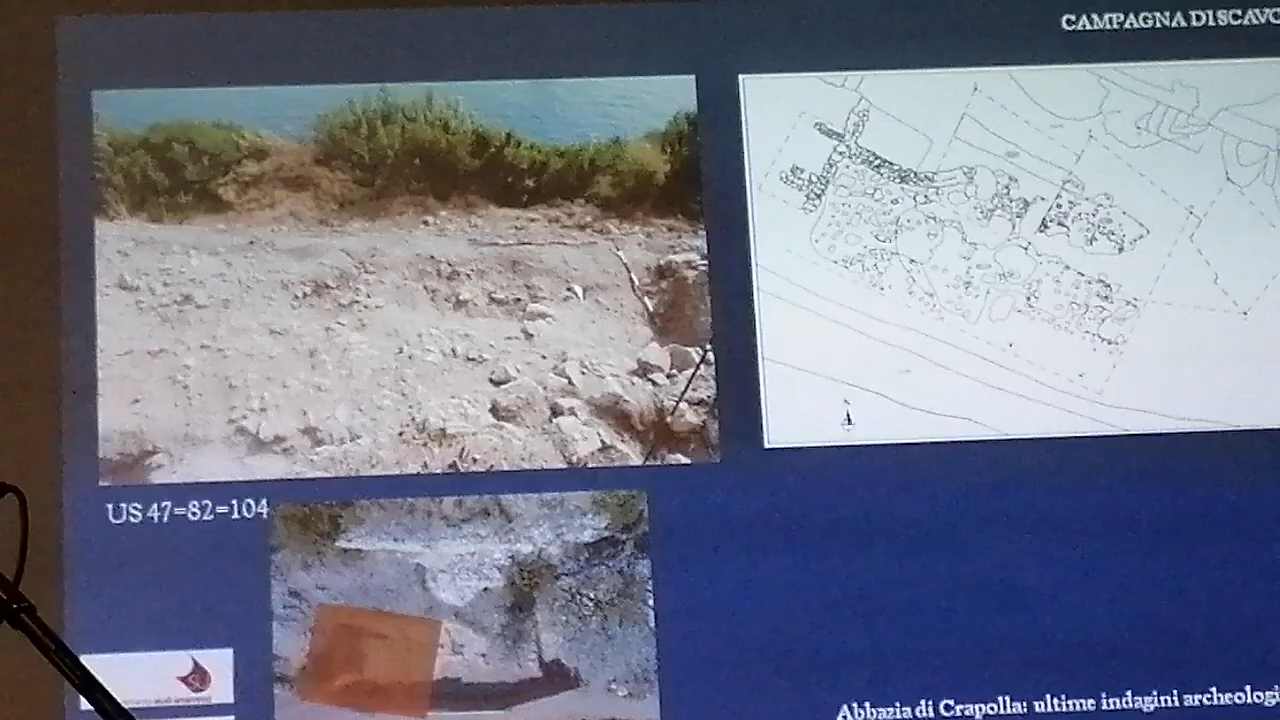 CAMPAGNA DI SCAVO
US 47=82=104
Abbazia di Crapolla: ultime indagini archeologi